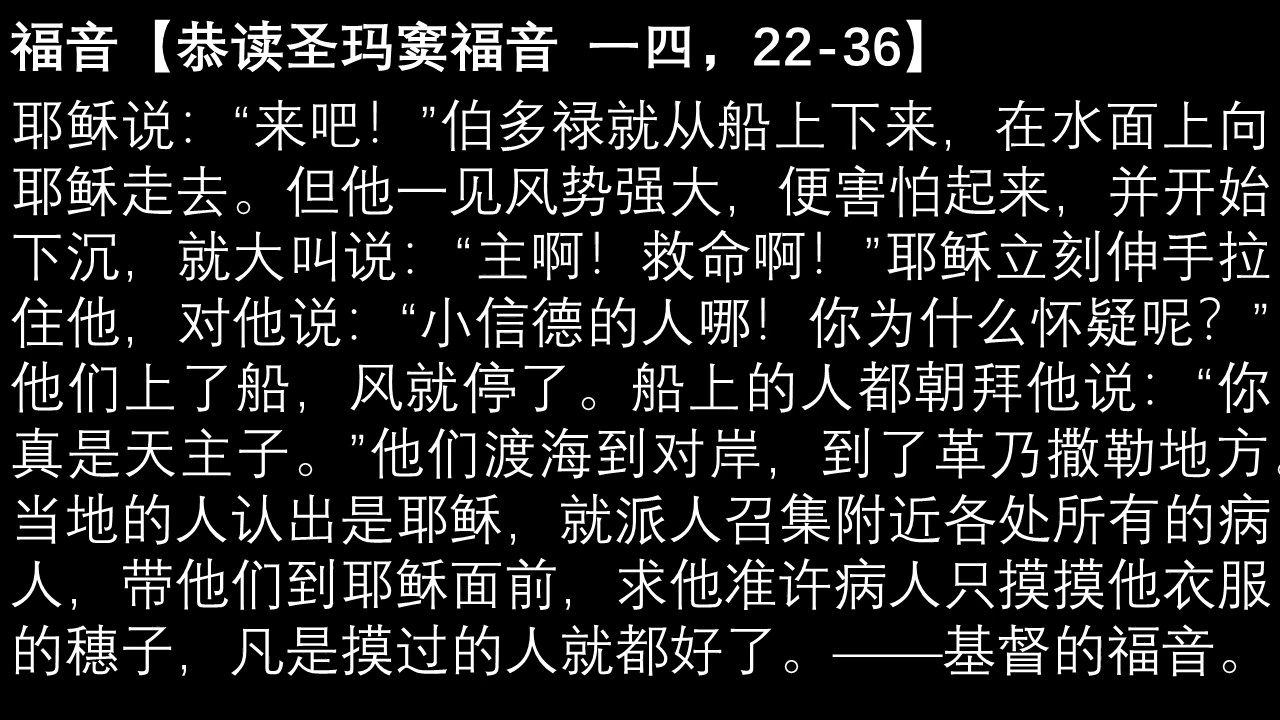 福音【恭读圣玛窦福音 一四，22-36】
耶稣说：“来吧！”伯多禄就从船上下来，在水面上向
耶稣走去。但他一见风势强大，便害怕起来，并开始
下沉，就大叫说：“主啊！救命啊！”耶稣立刻伸手拉
住他，对他说：“小信德的人哪！你为什么怀疑呢？”
他们上了船，风就停了。船上的人都朝拜他说：“你
真是天主子。”他们渡海到对岸，到了革乃撒勒地方。
当地的人认出是耶稣，就派人召集附近各处所有的病
人，带他们到耶稣面前，求他准许病人只摸摸他衣服
的穗子，凡是摸过的人就都好了。——基督的福音。